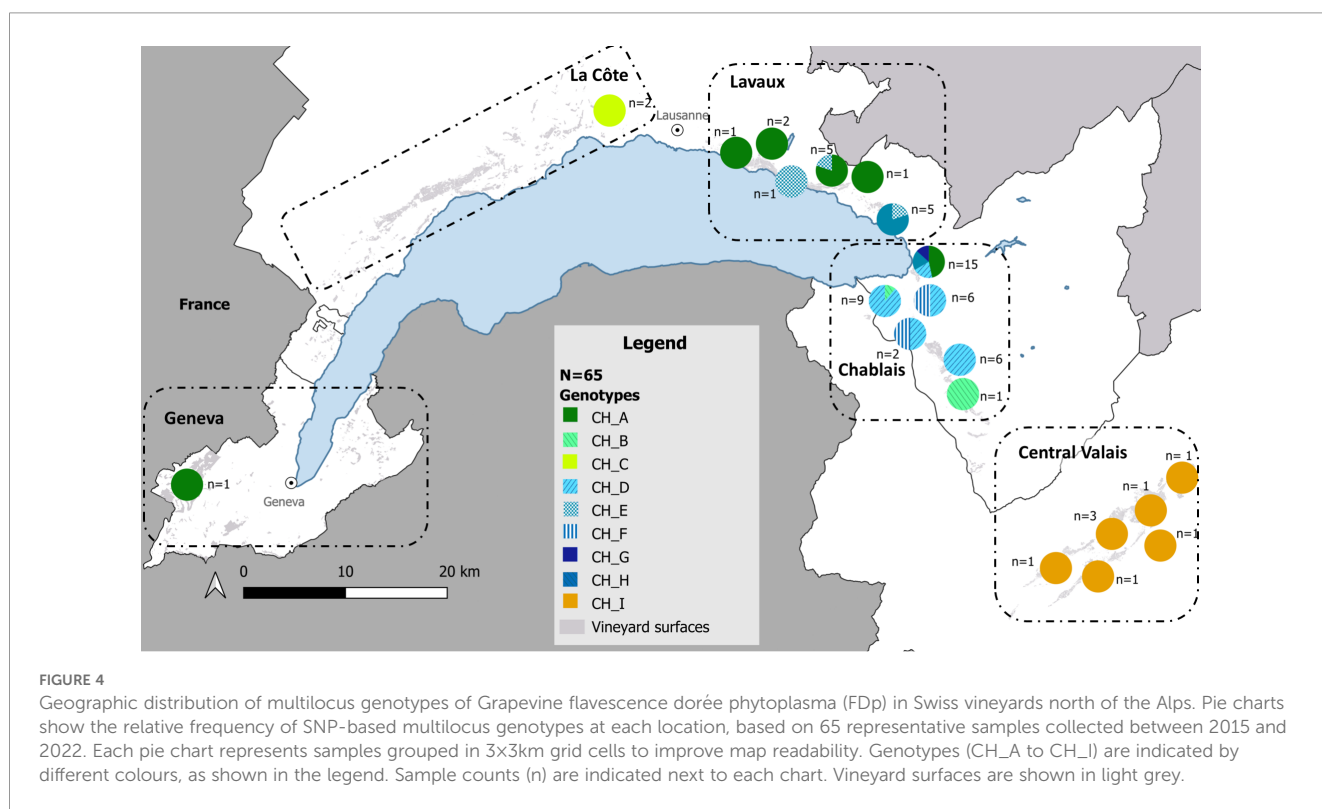 La Côte
n=2
Lausanne
Lavaux
n=1
n=2
n=5
n=1
n=1
n=5
n=15
n=9
n=6
n=2
n=6
Chablais
n=1
France
Geneva
n=1
Geneva
Central Valais
n= 1
n= 1
n=3
n=1
n=1
n=1
0 10 20 km
Legend
N=65
Genotypes
CH_A
CH_B
CH_C
CH_D
CH_E
CH_F
CH_G
CH_H
CH_I
Vineyard surfaces
FIGURE 4
Geographic distribution of multilocus genotypes of Grapevine flavescence dorée phytoplasma (FDp) in Swiss vineyards north of the Alps. Pie charts
show the relative frequency of SNP-based multilocus genotypes at each location, based on 65 representative samples collected between 2015 and
2022. Each pie chart represents samples grouped in 3×3km grid cells to improve map readability. Genotypes (CH_A to CH_I) are indicated by
different colours, as shown in the legend. Sample counts (n) are indicated next to each chart. Vineyard surfaces are shown in light grey.